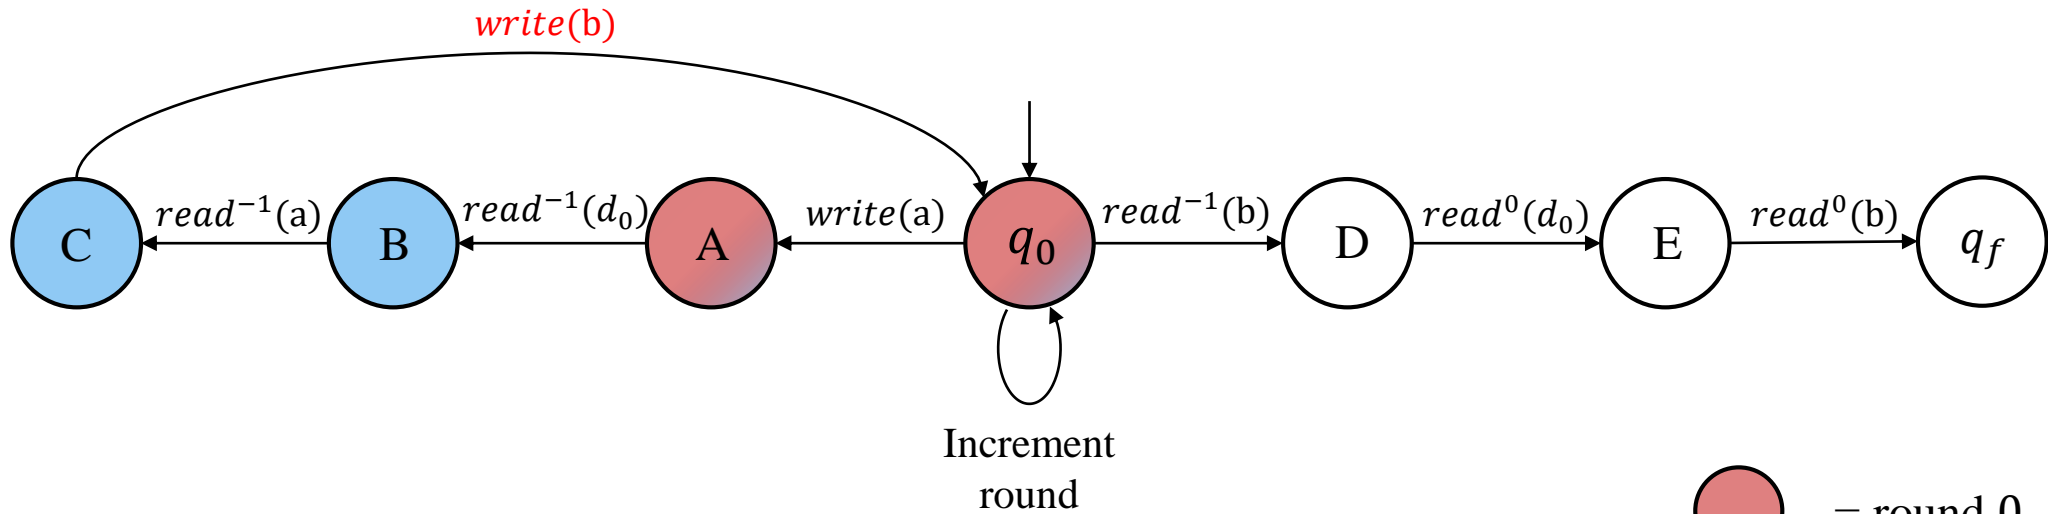 write(b)
C
read⁻¹(a)
B
read⁻¹(d₀)
A
write(a)
q₀
read⁻¹(b)
D
read⁰(d₀)
E
read⁰(b)
q_f
Increment
round
= round 0